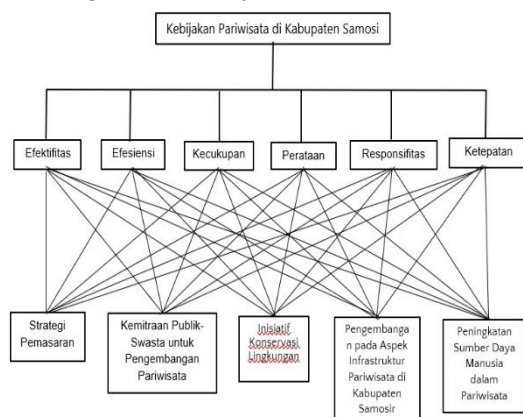 Kebijakan Pariwisata di Kabupaten Samosi
Efektifitas
Efesiensi
Kecukupan
Perataan
Responsifitas
Ketepatan
Strategi
Pemasaran
Kemitraan Publik-
Swasta untuk
Pengembangan
Pariwisata
Inisiatif
Konservasi
Lingkungan
Pengembanga
n pada Aspek
Infrastruktur
Pariwisata di
Kabupaten
Samosir
Peningkatan
Sumber Daya
Manusia
dalam
Pariwisata